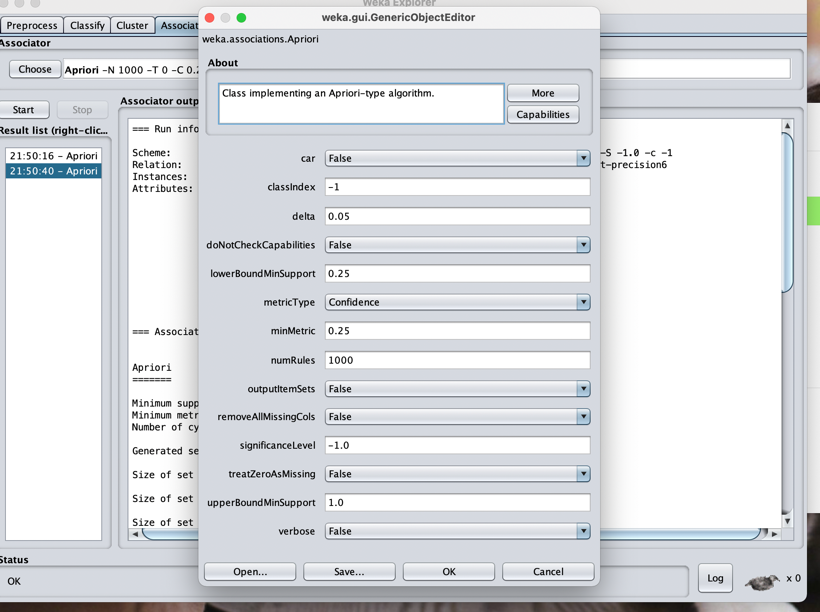 Weka Explorer
weka.gui.GenericObjectEditor
Preprocess Classify Cluster Associat
Associator
Choose Apriori -N 1000 -T 0 -C 0.2
Start Stop
Result list (right-clic...
21:50:16 - Apriori
21:50:40 - Apriori
Associator outp
=== Run info
Scheme: -S -1.0 -c -1
Relation: t-precision6
Instances:
Attributes:
=== Associat
Apriori
=======
Minimum supp
Minimum metr
Number of cy
Generated se
Size of set
Size of set
Size of set
weka.associations.Apriori
About
Class implementing an Apriori-type algorithm.
More
Capabilities
car False
classIndex -1
delta 0.05
doNotCheckCapabilities False
lowerBoundMinSupport 0.25
metricType Confidence
minMetric 0.25
numRules 1000
outputItemSets False
removeAllMissingCols False
significanceLevel -1.0
treatZeroAsMissing False
upperBoundMinSupport 1.0
verbose False
Open... Save... OK Cancel
Status
OK
Log
x 0